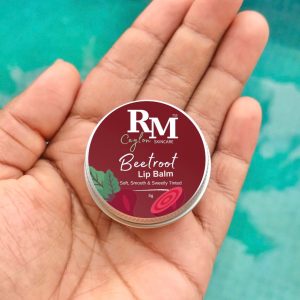 RM
Ceylon SKINCARE
Beetroot
Lip Balm
Soft, Smooth & Sweetly Tinted